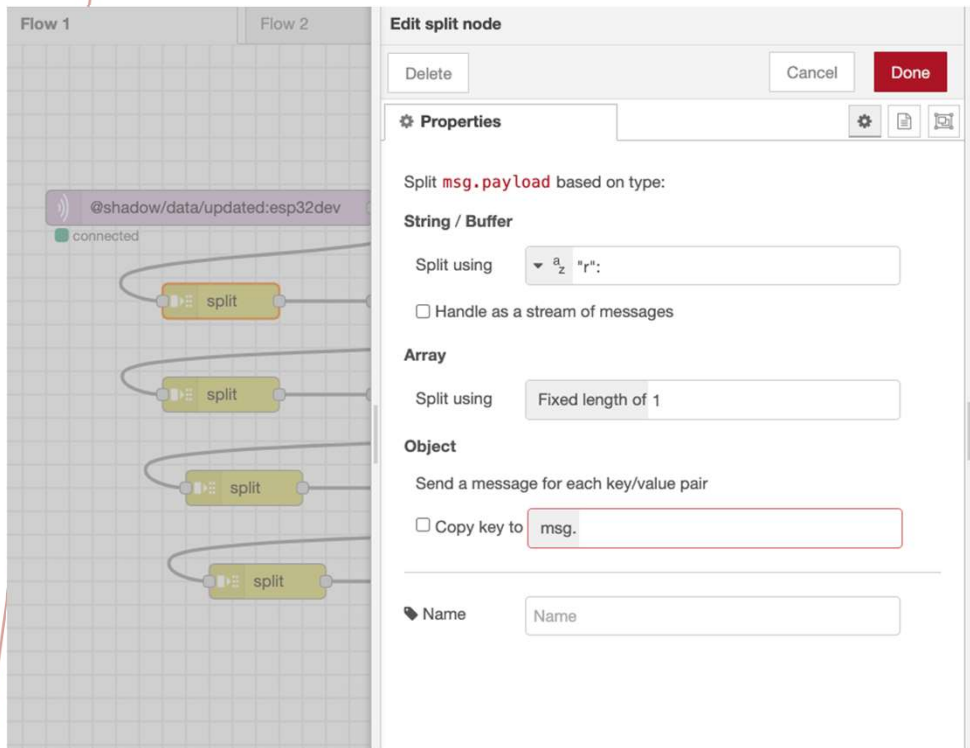 Flow 1
Flow 2
@shadow/data/updated:esp32dev
connected
split
split
split
split
Edit split node
Delete
Cancel
Done
Properties
Split msg.payload based on type:
String / Buffer
Split using
az "r":
Handle as a stream of messages
Array
Split using
Fixed length of 1
Object
Send a message for each key/value pair
Copy key to msg.
Name
Name